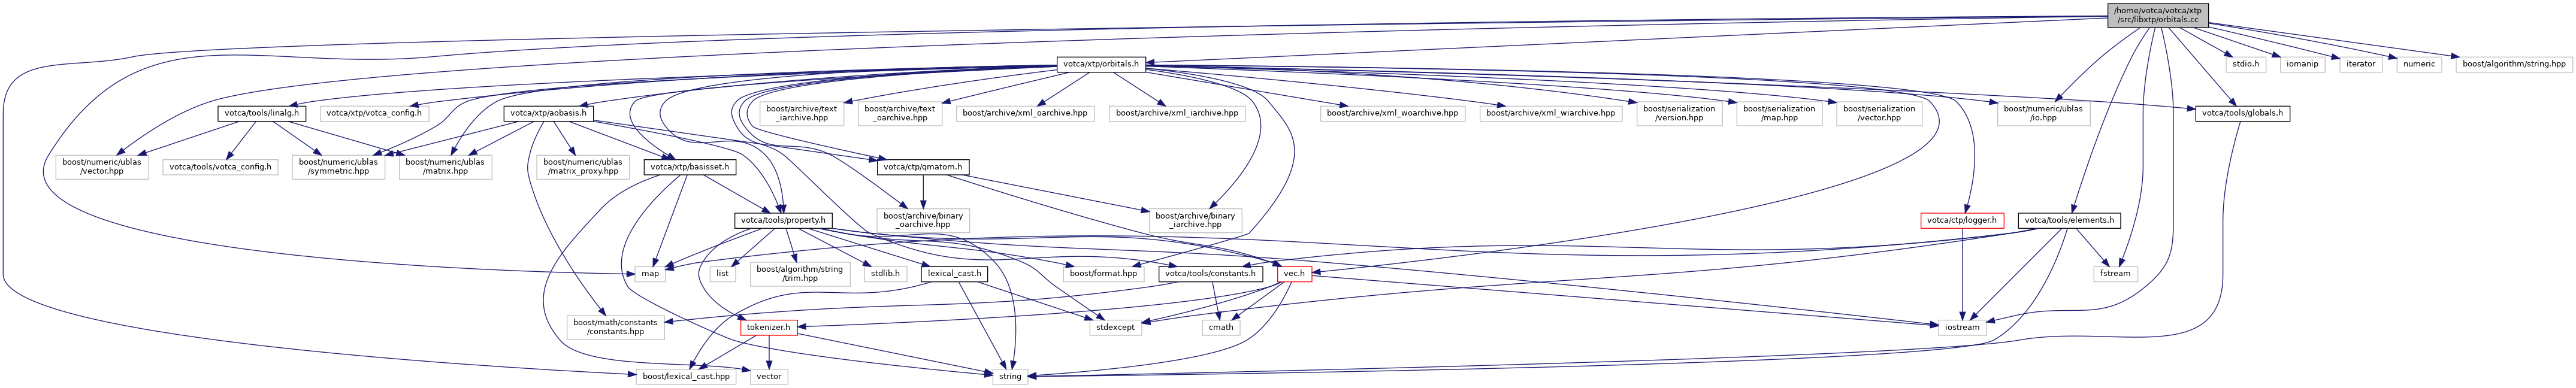 /home/votca/votca/xtp
/src/libxtp/orbitals.cc
votca/xtp/orbitals.h
stdio.h
iomanip
iterator
numeric
boost/algorithm/string.hpp
votca/tools/linalg.h
votca/xtp/votca_config.h
votca/xtp/aobasis.h
boost/archive/text
_iarchive.hpp
boost/archive/text
_oarchive.hpp
boost/archive/xml_oarchive.hpp
boost/archive/xml_iarchive.hpp
boost/archive/xml_woarchive.hpp
boost/archive/xml_wiarchive.hpp
boost/serialization
/version.hpp
boost/serialization
/map.hpp
boost/serialization
/vector.hpp
boost/numeric/ublas
/io.hpp
votca/tools/globals.h
boost/numeric/ublas
/vector.hpp
votca/tools/votca_config.h
boost/numeric/ublas
/symmetric.hpp
boost/numeric/ublas
/matrix.hpp
boost/numeric/ublas
/matrix_proxy.hpp
votca/xtp/basisset.h
votca/ctp/qmatom.h
votca/tools/property.h
boost/archive/binary
_oarchive.hpp
boost/archive/binary
_iarchive.hpp
votca/ctp/logger.h
votca/tools/elements.h
map
list
boost/algorithm/string
/trim.hpp
stdlib.h
lexical_cast.h
boost/format.hpp
votca/tools/constants.h
vec.h
fstream
boost/math/constants
/constants.hpp
tokenizer.h
stdexcept
cmath
iostream
boost/lexical_cast.hpp
vector
string